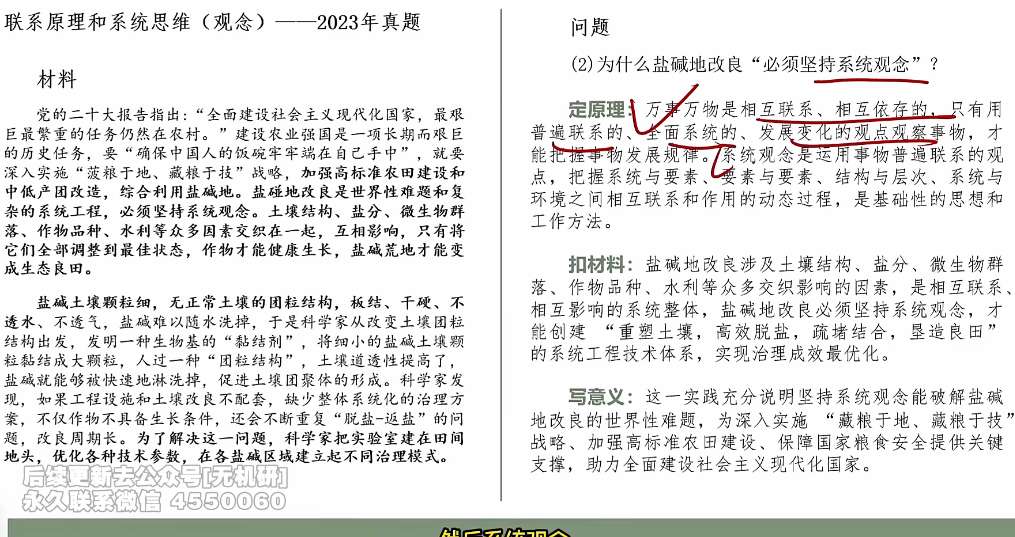 联系原理和系统思维（观念）——2023年真题
材料
党的二十大报告指出：“全面建设社会主义现代化国家，最艰
巨最繁重的任务仍然在农村。”建设农业强国是一项长期而艰巨
的历史任务，要“确保中国人的饭碗牢牢端在自己手中”，就要
深入实施“藏粮于地、藏粮于技”战略，加强高标准农田建设和
中低产田改造，综合利用盐碱地。盐碱地改良是世界性难题和复
杂的系统工程，必须坚持系统观念。土壤结构、盐分、微生物群
落、作物品种、水利等众多因素交织在一起，互相影响，只有将
它们全部调整到最佳状态，作物才能健康生长，盐碱荒地才能变
成生态良田。
盐碱土壤颗粒细，无正常土壤的团粒结构，板结、干硬、不
透水、不透气，盐碱难以随水洗掉，于是科学家从改变土壤团粒
结构出发，发明一种生物基的“黏结剂”，将细小的盐碱土壤颗
粒黏结成大颗粒，人过一种“团粒结构”，土壤道透性提高了，
盐碱就能够被快速地淋洗掉，促进土壤团聚体的形成。科学家发
现，如果工程设施和土壤改良不配套，缺少整体系统化的治理方
案，不仅作物不具备生长条件，还会不断重复“脱盐-返盐”的问
题，改良周期长。为了解决这一问题，科学家把实验室建在田间
地头，优化各种技术参数，在各盐碱区域建立起不同治理模式。
后续更新去公众号[无机研]
永久联系微信 4550060
问题
(2)为什么盐碱地改良“必须坚持系统观念”？
定原理：万事万物是相互联系、相互依存的，只有用
普遍联系的、全面系统的、发展变化的观点观察事物，才
能把握事物发展规律。系统观念是运用事物普遍联系的观
点，把握系统与要素、要素与要素、结构与层次、系统与
环境之间相互联系和作用的动态过程，是基础性的思想和
工作方法。
扣材料：盐碱地改良涉及土壤结构、盐分、微生物群
落、作物品种、水利等众多交织影响的因素，是相互联系、
相互影响的系统整体，盐碱地改良必须坚持系统观念，才
能创建 “重塑土壤，高效脱盐，疏堵结合，垦造良田”
的系统工程技术体系，实现治理成效最优化。
写意义：这一实践充分说明坚持系统观念能破解盐碱
地改良的世界性难题，为深入实施 “藏粮于地、藏粮于技”
战略、加强高标准农田建设、保障国家粮食安全提供关键
支撑，助力全面建设社会主义现代化国家。
然后系统观念